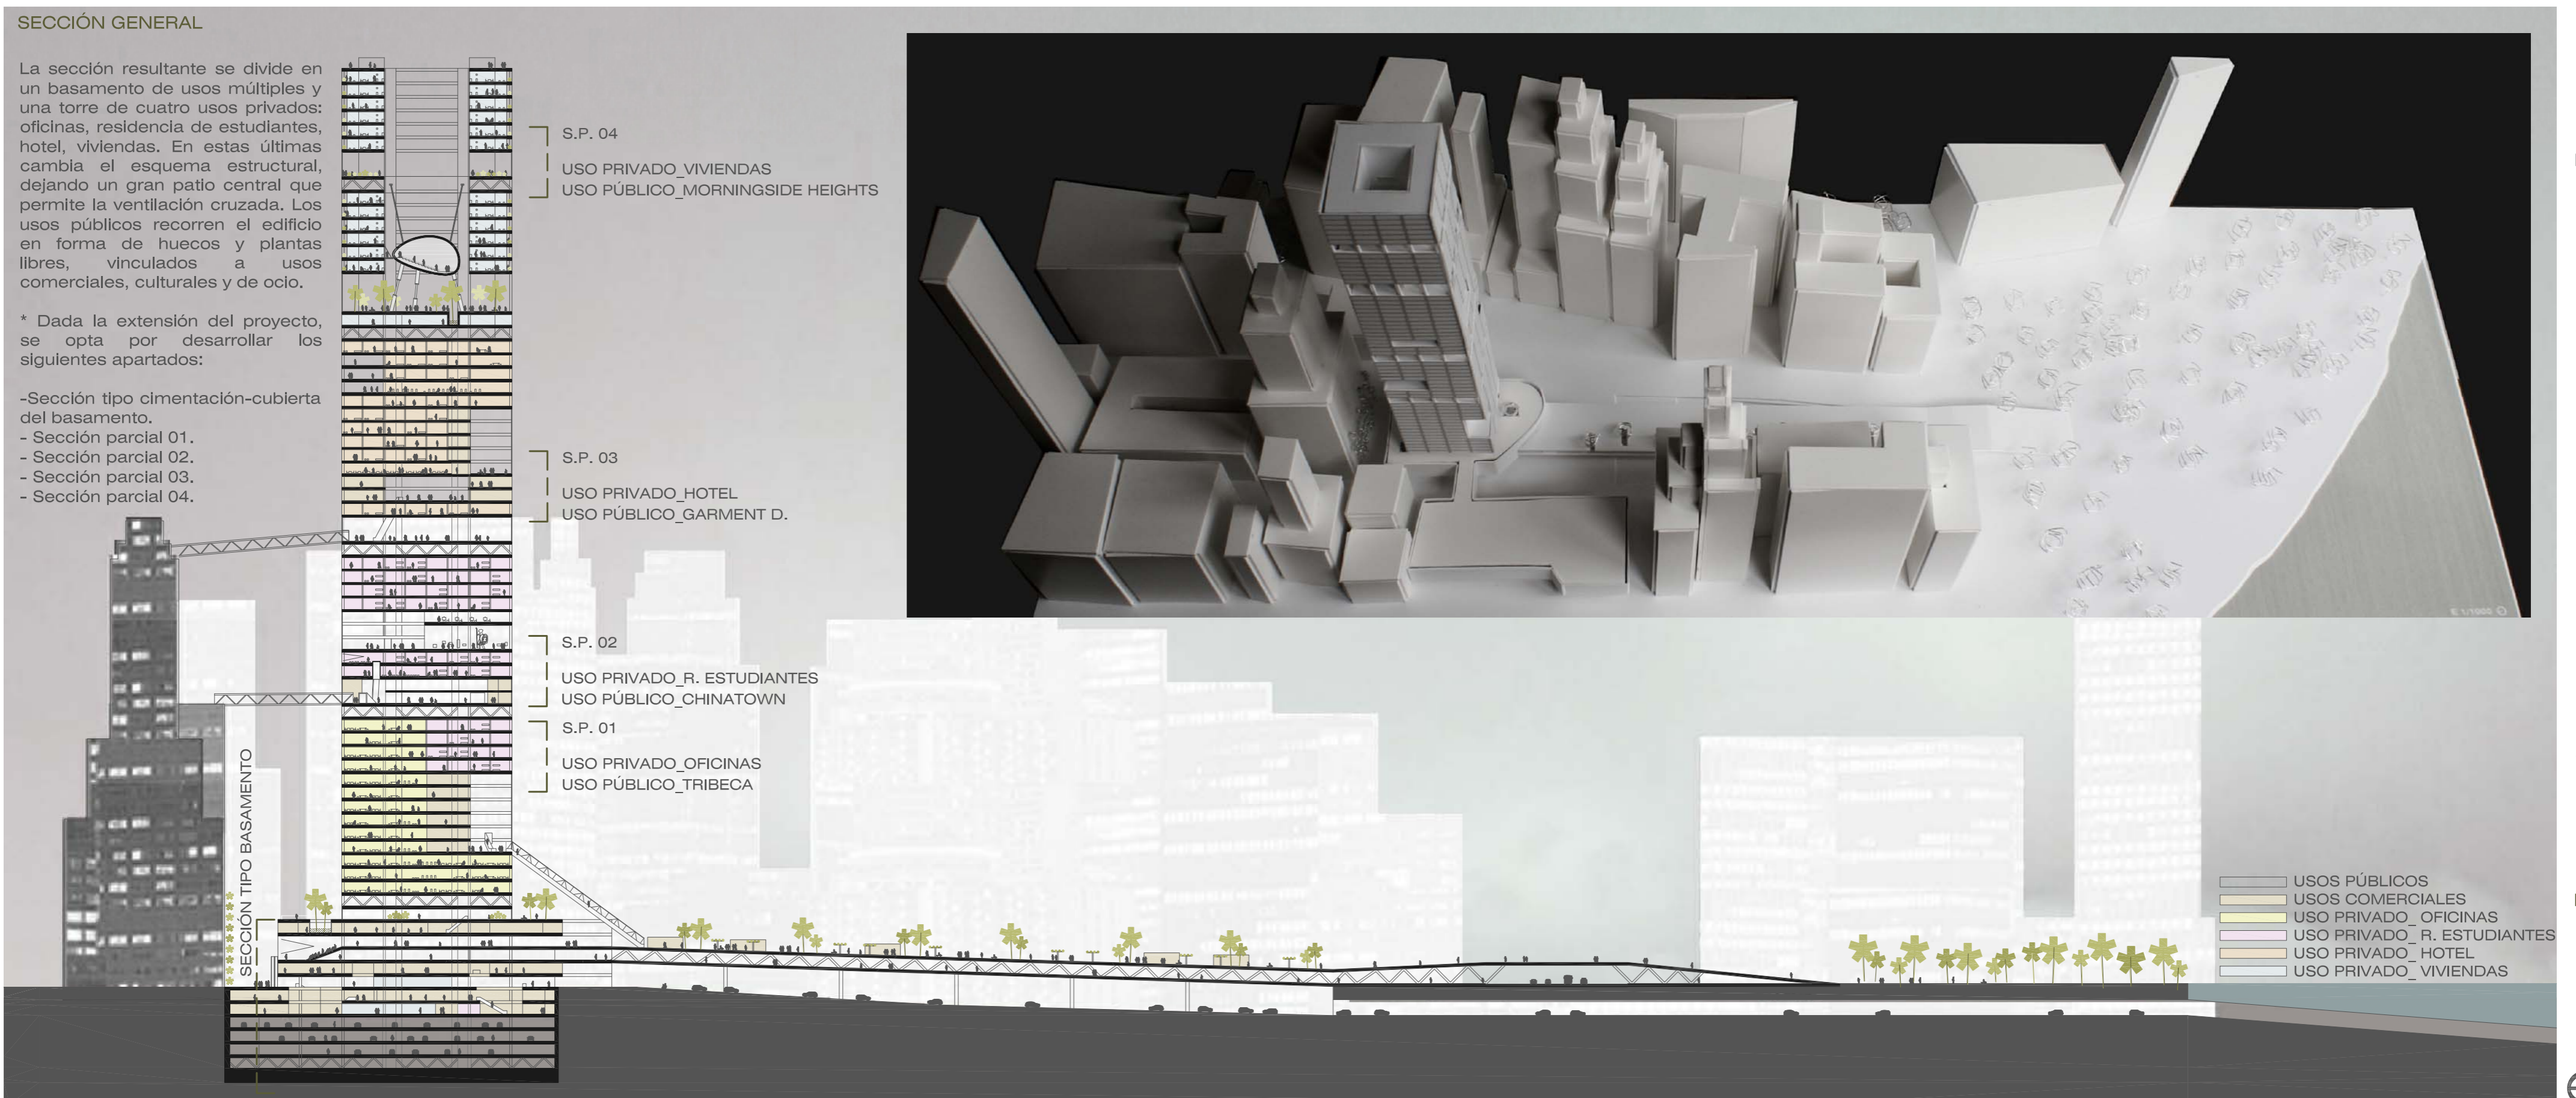 SECCIÓN GENERAL
La sección resultante se divide en
un basamento de usos múltiples y
una torre de cuatro usos privados:
oficinas, residencia de estudiantes,
hotel, viviendas. En estas últimas
cambia el esquema estructural,
dejando un gran patio central que
permite la ventilación cruzada. Los
usos públicos recorren el edificio
en forma de huecos y plantas
libres, vinculados a usos
comerciales, culturales y de ocio.
* Dada la extensión del proyecto,
se opta por desarrollar los
siguientes apartados:
-Sección tipo cimentación-cubierta
del basamento.
- Sección parcial 01.
- Sección parcial 02.
- Sección parcial 03.
- Sección parcial 04.
S.P. 04
USO PRIVADO_VIVIENDAS
USO PÚBLICO_MORNINGSIDE HEIGHTS
S.P. 03
USO PRIVADO_HOTEL
USO PÚBLICO_GARMENT D.
S.P. 02
USO PRIVADO_R. ESTUDIANTES
USO PÚBLICO_CHINATOWN
S.P. 01
USO PRIVADO_OFICINAS
USO PÚBLICO_TRIBECA
SECCIÓN TIPO BASAMENTO
E 1/1000
USOS PÚBLICOS
USOS COMERCIALES
USO PRIVADO_ OFICINAS
USO PRIVADO_ R. ESTUDIANTES
USO PRIVADO_ HOTEL
USO PRIVADO_ VIVIENDAS